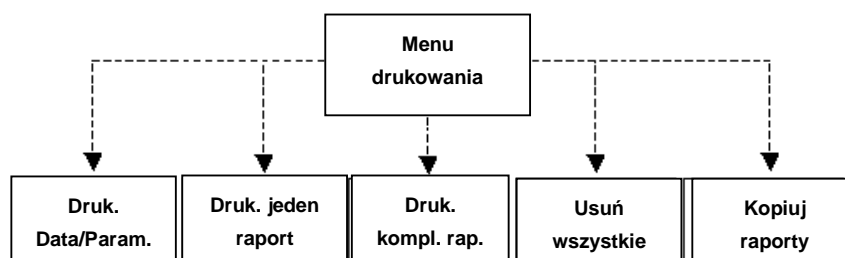 Menu
drukowania
Druk.
Data/Param.
Druk. jeden
raport
Druk.
kompl. rap.
Usuń
wszystkie
Kopiuj
raporty